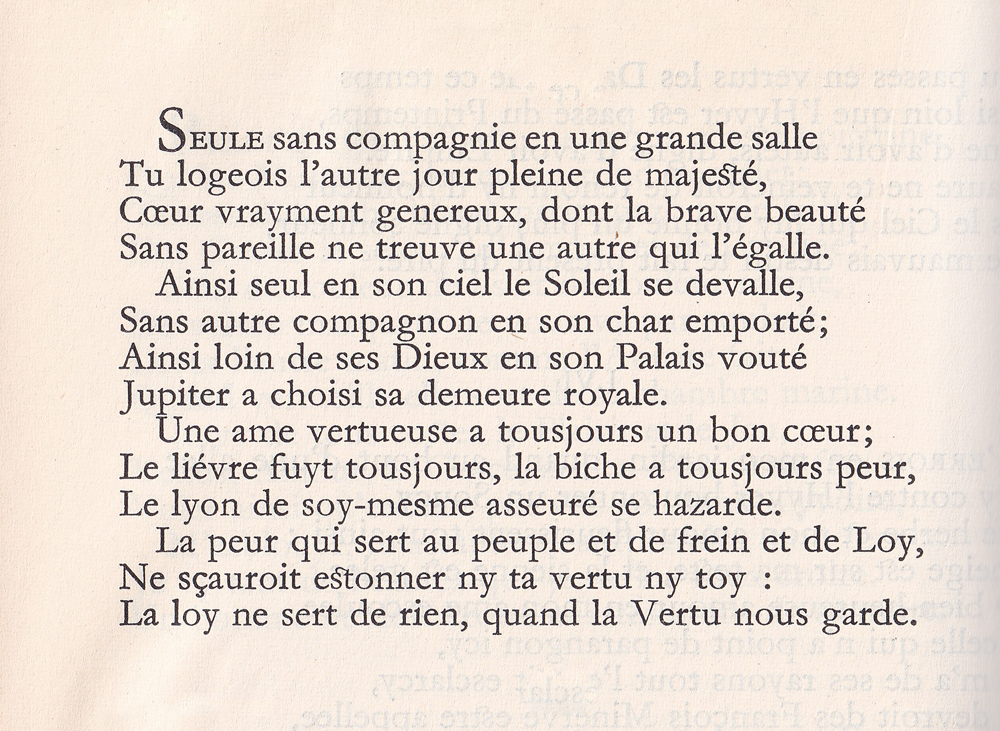 SEULE sans compagnie en une grande salle
Tu logeois l'autre jour pleine de majesté,
Cœur vrayment genereux, dont la brave beauté
Sans pareille ne treuve une autre qui l'égalle.
Ainsi seul en son ciel le Soleil se devalle,
Sans autre compagnon en son char emporté;
Ainsi loin de ses Dieux en son Palais vouté
Jupiter a choisi sa demeure royale.
Une ame vertueuse a tousjours un bon cœur;
Le liévre fuyt tousjours, la biche a tousjours peur,
Le lyon de soy-mesme asseuré se hazarde.
La peur qui sert au peuple et de frein et de Loy,
Ne sçauroit estonner ny ta vertu ny toy :
La loy ne sert de rien, quand la Vertu nous garde.